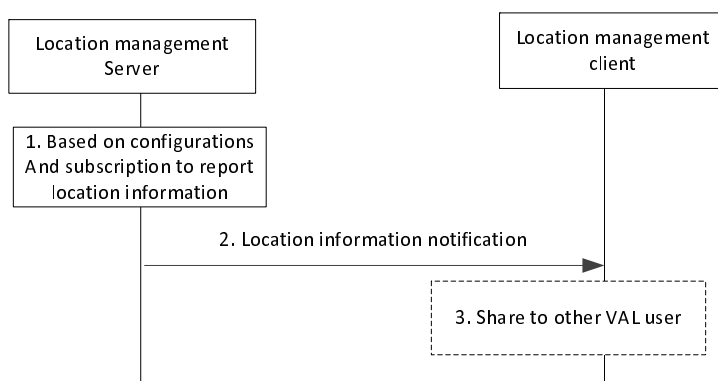 Location management
Server
Location management
client
1. Based on configurations
And subscription to report
location information
2. Location information notification
3. Share to other VAL user